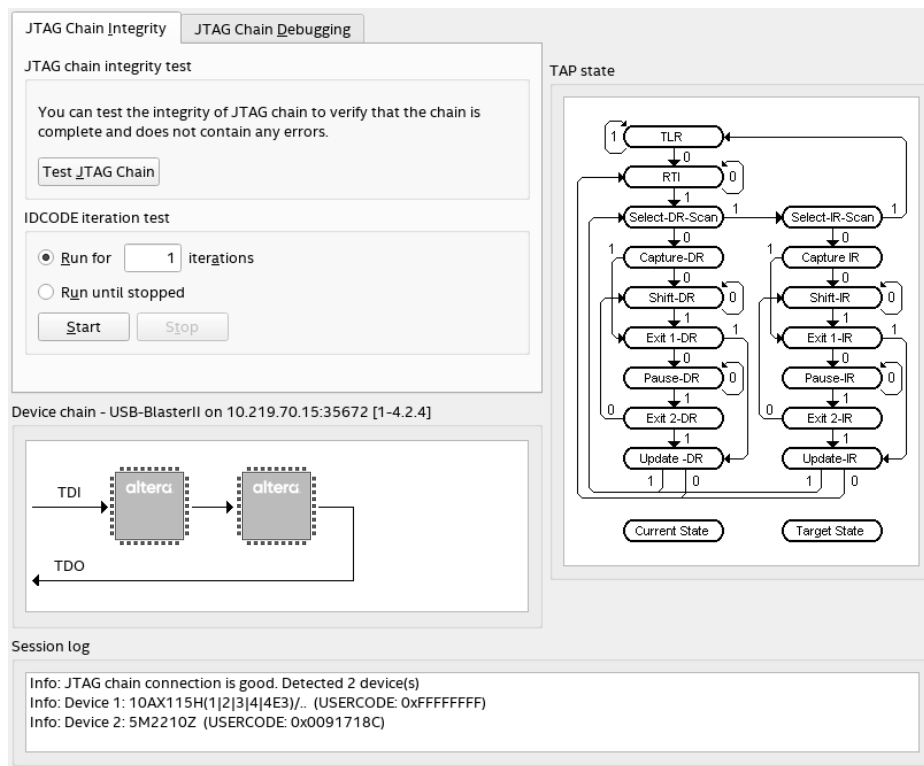 JTAG Chain Integrity
JTAG Chain Debugging
JTAG chain integrity test
You can test the integrity of JTAG chain to verify that the chain is
complete and does not contain any errors.
Test JTAG Chain
IDCODE iteration test
Run for 1 iterations
Run until stopped
Start Stop
Device chain - USB-BlasterII on 10.219.70.15:35672 [1-4.2.4]
TDI
altera altera
TDO
TAP state
1 TLR
0
RTI 0
1
Select-DR-Scan 1 Select-IR-Scan 1
0 0
1 Capture-DR 1 Capture IR
0 0
Shift-DR 0 Shift-IR 0
1 1
Exit 1-DR 1 Exit 1-IR 1
0 0
Pause-DR 0 Pause-IR 0
1 1
0 Exit 2-DR 0 Exit 2-IR
1 1
Update -DR Update-IR
1 0 1 0
Current State Target State
Session log
Info: JTAG chain connection is good. Detected 2 device(s)
Info: Device 1: 10AX115H(1|2|3|4|4E3)/.. (USERCODE: 0xFFFFFFFF)
Info: Device 2: 5M2210Z (USERCODE: 0x0091718C)